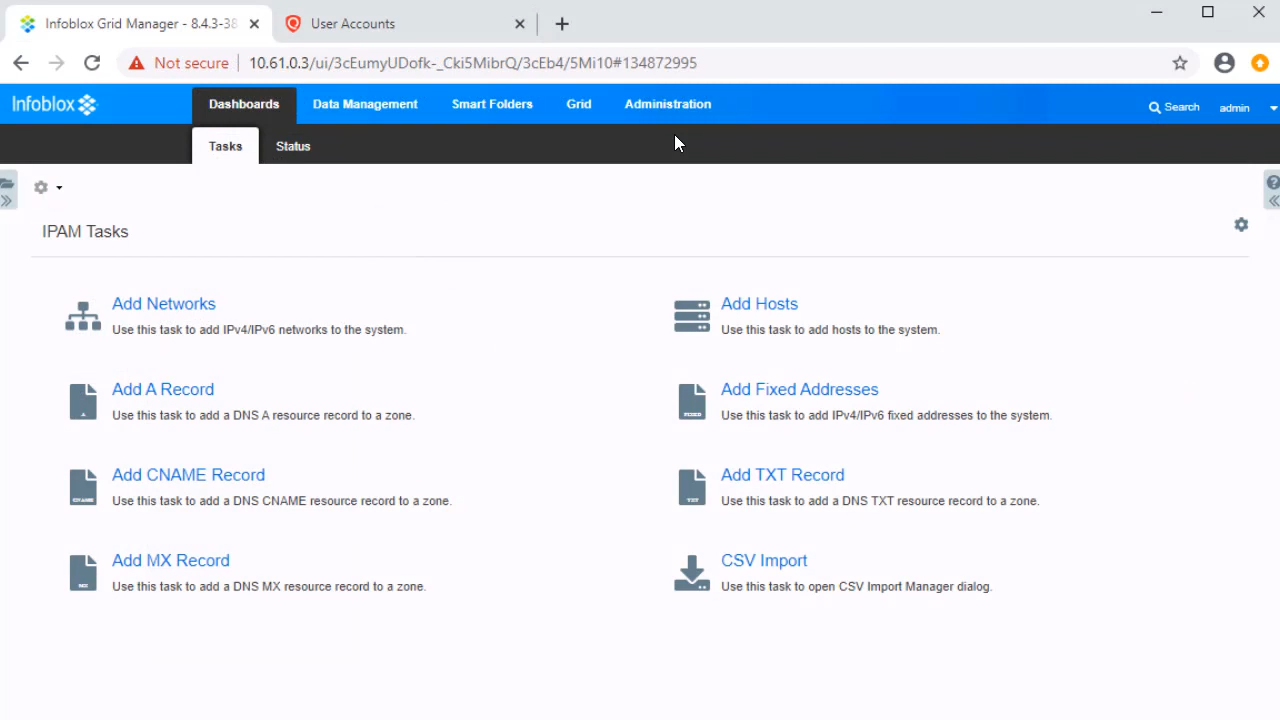 Infoblox Grid Manager - 8.4.3-38
User Accounts
Not secure
10.61.0.3/ui/3cEumyUDofk-_Cki5MibrQ/3cEb4/5Mi10#134872995
Infoblox
Dashboards
Data Management
Smart Folders
Grid
Administration
Search
admin
Tasks
Status
IPAM Tasks
Add Networks
Use this task to add IPv4/IPv6 networks to the system.
Add Hosts
Use this task to add hosts to the system.
Add A Record
A
Use this task to add a DNS A resource record to a zone.
Add Fixed Addresses
FIXED
Use this task to add IPv4/IPv6 fixed addresses to the system.
Add CNAME Record
CNAME
Use this task to add a DNS CNAME resource record to a zone.
Add TXT Record
TXT
Use this task to add a DNS TXT resource record to a zone.
Add MX Record
MX
Use this task to add a DNS MX resource record to a zone.
CSV Import
Use this task to open CSV Import Manager dialog.